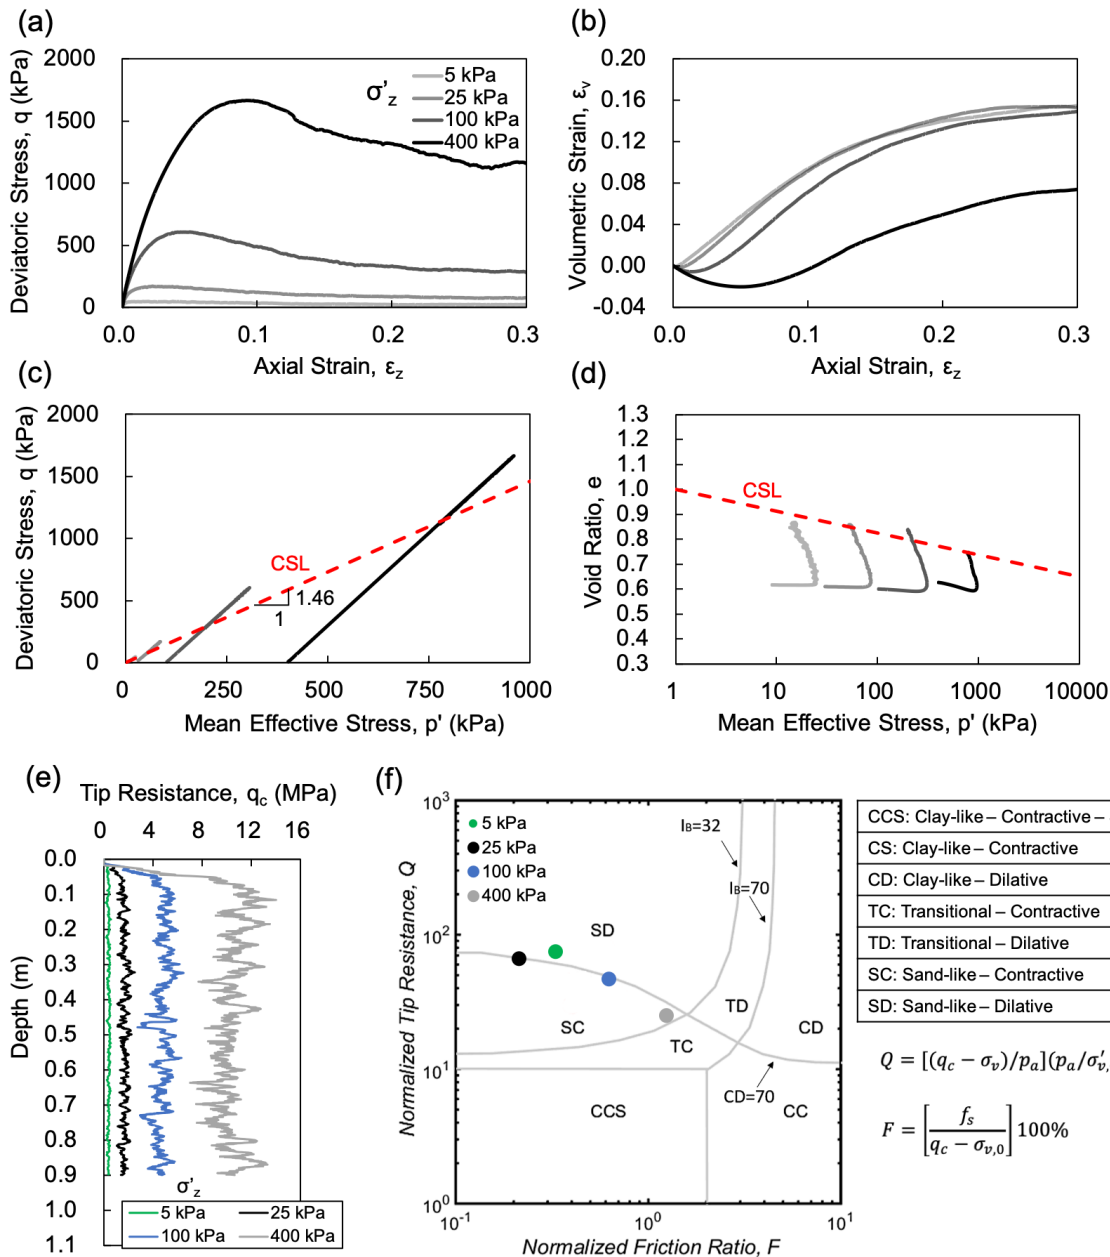 (a)
2000
1500
1000
500
0
Deviatoric Stress, q (kPa)
σ'z
5 kPa
25 kPa
100 kPa
400 kPa
0.0 0.1 0.2 0.3
Axial Strain, εz
(b)
0.20
0.16
0.12
0.08
0.04
0.00
-0.04
Volumetric Strain, εv
0.0 0.1 0.2 0.3
Axial Strain, εz
(c)
2000
1500
1000
500
0
Deviatoric Stress, q (kPa)
CSL
1.46
1
0 250 500 750 1000
Mean Effective Stress, p' (kPa)
(d)
1.3
1.2
1.1
1.0
0.9
0.8
0.7
0.6
0.5
0.4
0.3
Void Ratio, e
CSL
1 10 100 1000 10000
Mean Effective Stress, p' (kPa)
(e)
Tip Resistance, qc (MPa)
0 4 8 12 16
0.0
0.1
0.2
0.3
0.4
0.5
0.6
0.7
0.8
0.9
1.0
1.1
Depth (m)
σ'z
5 kPa 25 kPa
100 kPa 400 kPa
(f)
10³
10²
10¹
10⁰
Normalized Tip Resistance, Q
5 kPa
25 kPa
100 kPa
400 kPa
IB=32
IB=70
SD
SC
TD
CD
TC
CD=70
CCS
CC
10⁻¹ 10⁰ 10¹
Normalized Friction Ratio, F
CCS: Clay-like – Contractive –
CS: Clay-like – Contractive
CD: Clay-like – Dilative
TC: Transitional – Contractive
TD: Transitional – Dilative
SC: Sand-like – Contractive
SD: Sand-like – Dilative
Q = [(qc − σv)/pa](pa/σ′v,
F = [fs / (qc − σv,0)] 100%